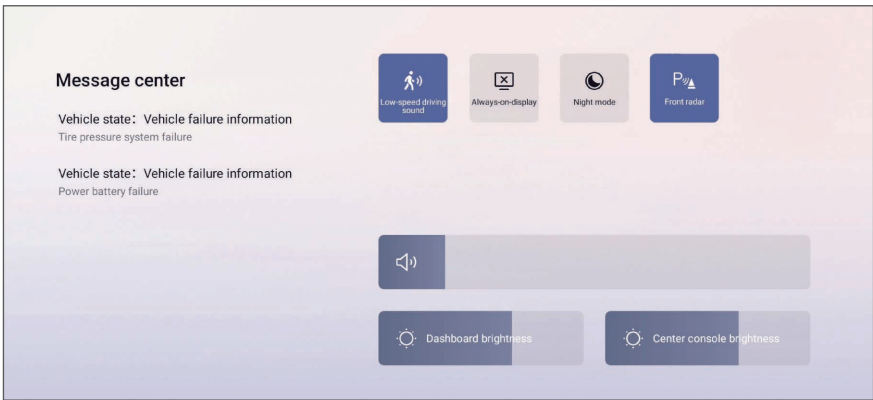 Message center
Vehicle state：Vehicle failure information
Tire pressure system failure
Vehicle state：Vehicle failure information
Power battery failure
Low-speed driving
sound
Always-on-display
Night mode
P
Front radar
Dashboard brightness
Center console brightness